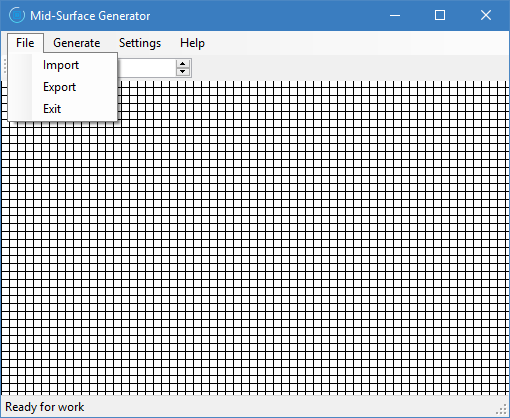 Mid-Surface Generator
File Generate Settings Help
Import
Export
Exit
Ready for work